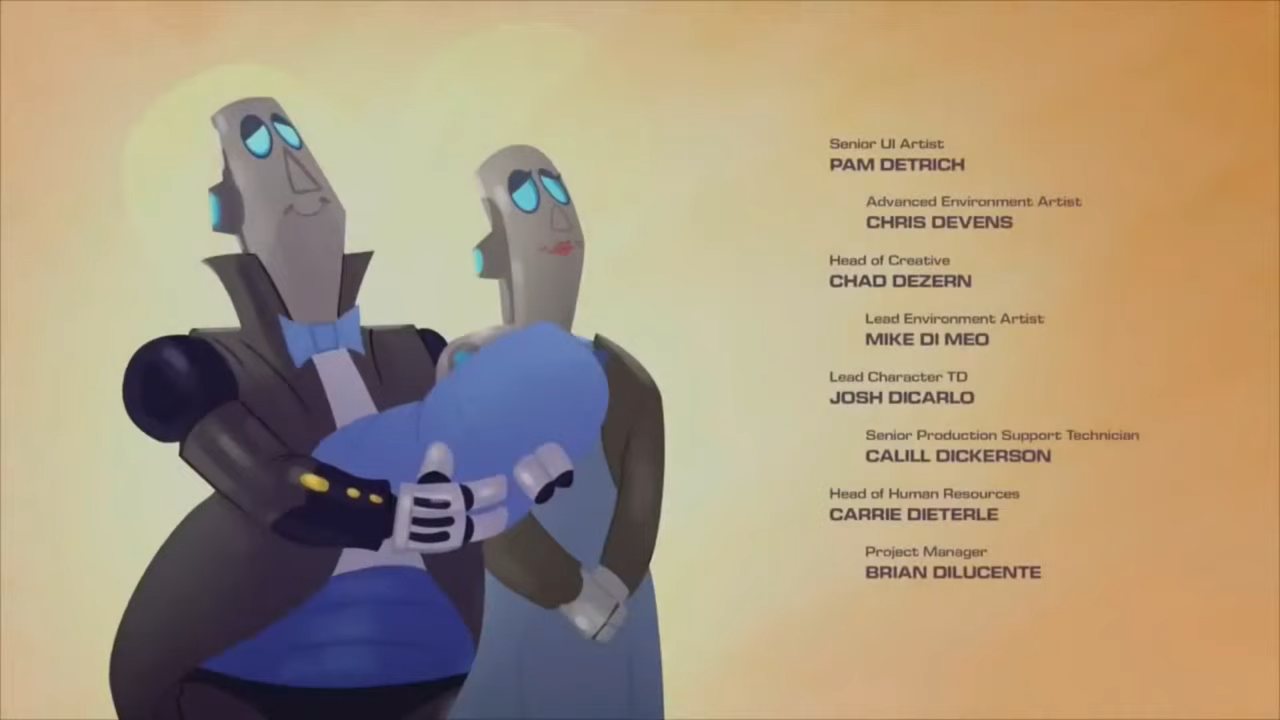 Senior UI Artist
PAM DETRICH
Advanced Environment Artist
CHRIS DEVENS
Head of Creative
CHAD DEZERN
Lead Environment Artist
MIKE DI MEO
Lead Character TD
JOSH DICARLO
Senior Production Support Technician
CALILL DICKERSON
Head of Human Resources
CARRIE DIETERLE
Project Manager
BRIAN DILUCENTE